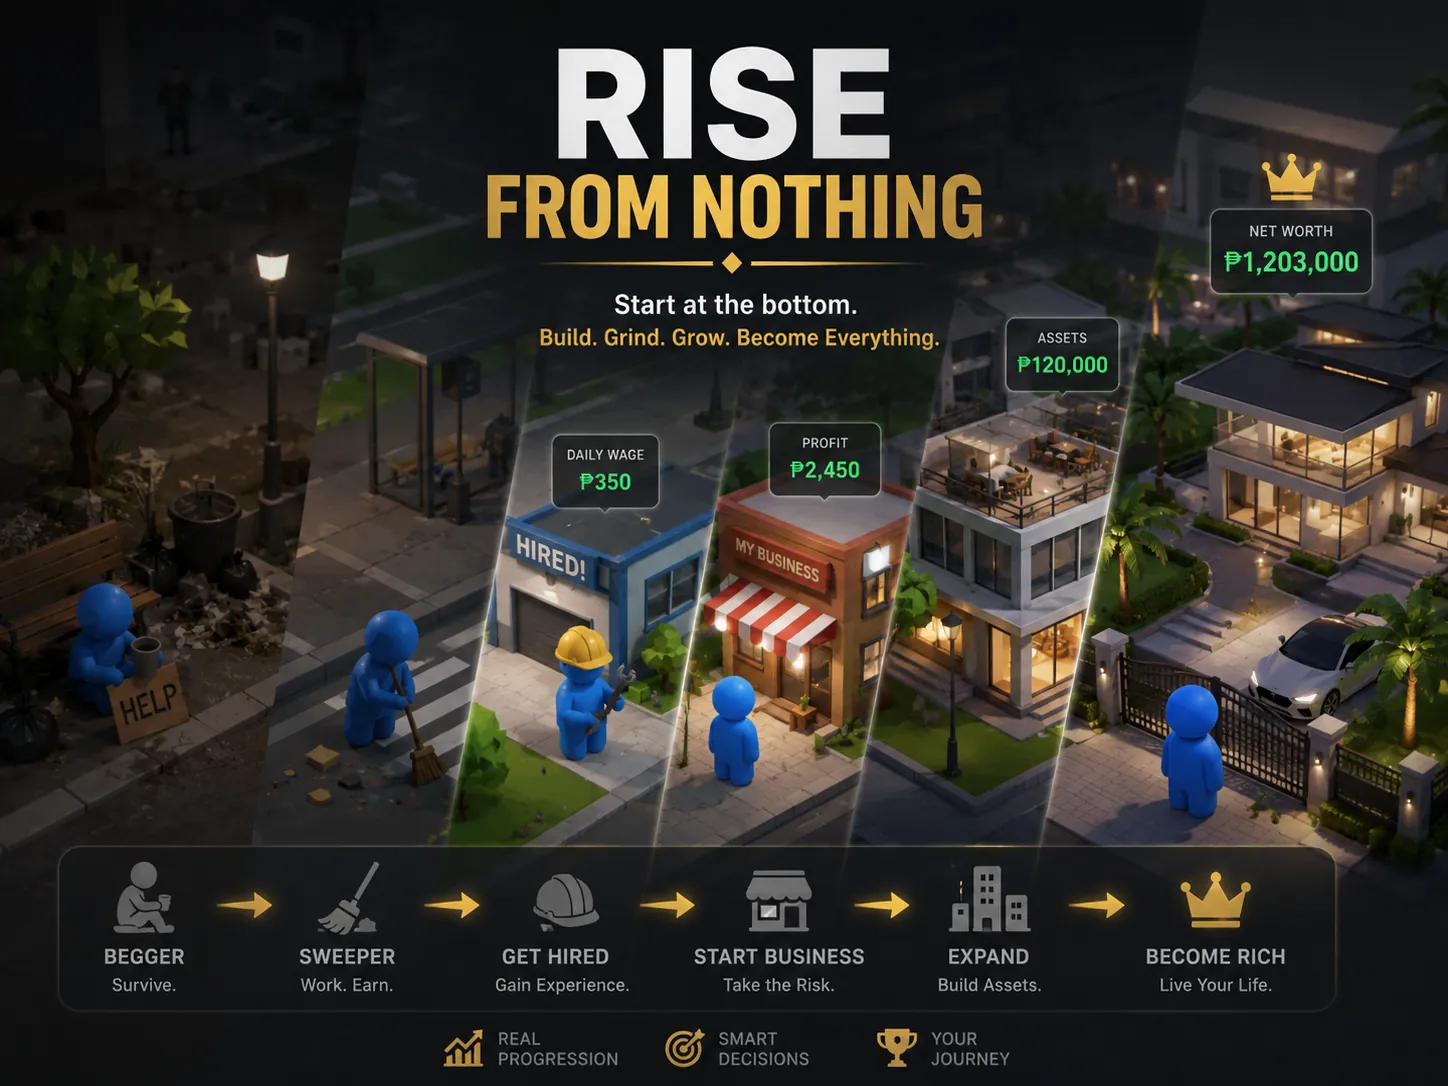 RISE
FROM NOTHING
Start at the bottom.
Build. Grind. Grow. Become Everything.
NET WORTH
₱1,203,000
ASSETS
₱120,000
PROFIT
₱2,450
DAILY WAGE
₱350
HIRED!
MY BUSINESS
HELP
BEGGER
Survive.
SWEEPER
Work. Earn.
GET HIRED
Gain Experience.
START BUSINESS
Take the Risk.
EXPAND
Build Assets.
BECOME RICH
Live Your Life.
REAL
PROGRESSION
SMART
DECISIONS
YOUR
JOURNEY